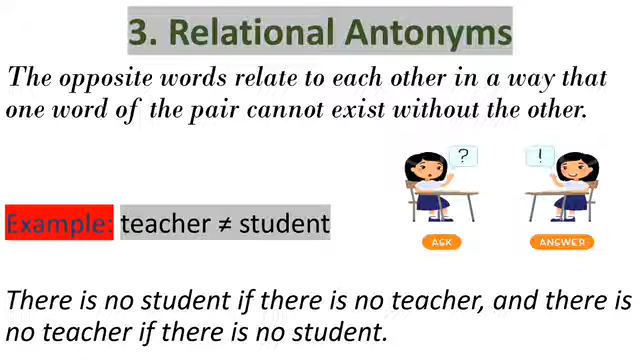 3. Relational Antonyms
The opposite words relate to each other in a way that
one word of the pair cannot exist without the other.
?
!
ASK
ANSWER
Example: teacher ≠ student
There is no student if there is no teacher, and there is
no teacher if there is no student.